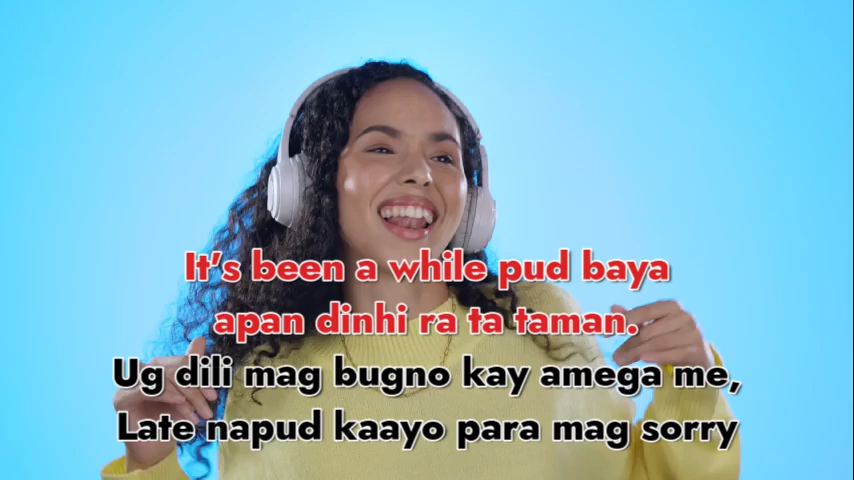 It's been a while pud baya
apan dinhi ra ta taman.
Ug dili mag bugno kay amega me,
Late napud kaayo para mag sorry